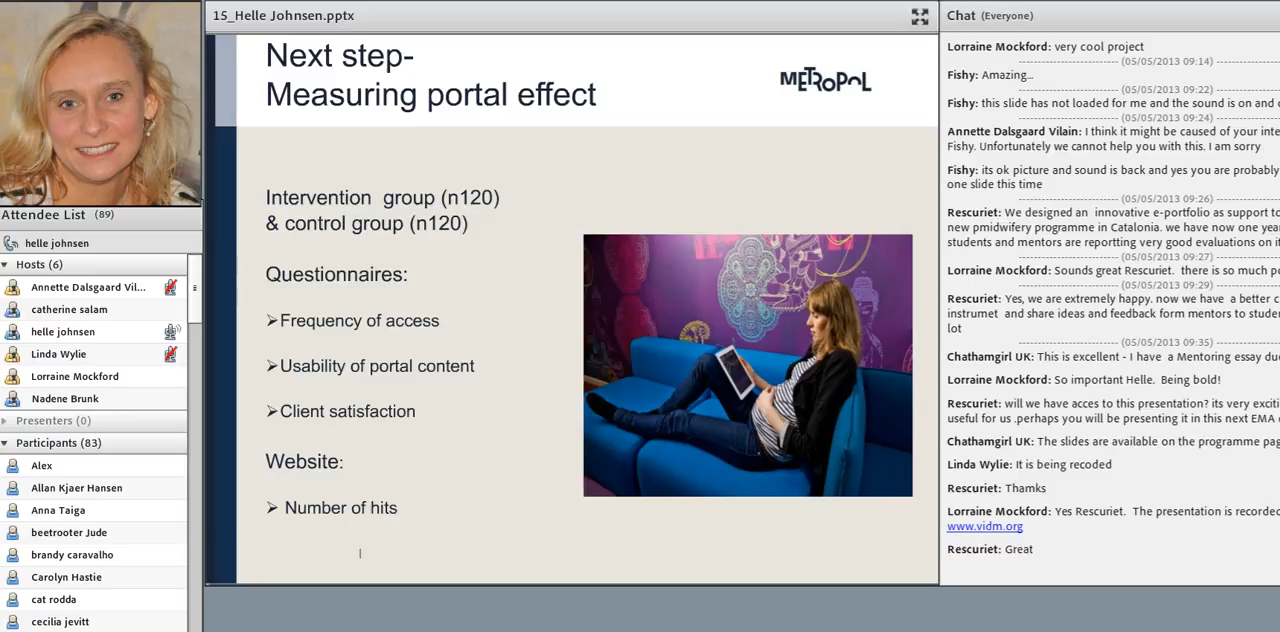 15_Helle Johnsen.pptx
Next step-
Measuring portal effect
METROPOL
Intervention group (n120)
& control group (n120)
Questionnaires:
➢Frequency of access
➢Usability of portal content
➢Client satisfaction
Website:
➢ Number of hits
Attendee List (89)
helle johnsen
Hosts (6)
Annette Dalsgaard Vil...
catherine salam
helle johnsen
Linda Wylie
Lorraine Mockford
Nadene Brunk
Presenters (0)
Participants (83)
Alex
Allan Kjaer Hansen
Anna Taiga
beetrooter Jude
brandy caravalho
Carolyn Hastie
cat rodda
cecilia jevitt
Chat (Everyone)
Lorraine Mockford: very cool project
(05/05/2013 09:14)
Fishy: Amazing...
(05/05/2013 09:22)
Fishy: this slide has not loaded for me and the sound is on and
(05/05/2013 09:24)
Annette Dalsgaard Vilain: I think it might be caused of your
Fishy. Unfortunately we cannot help you with this. I am sorry
Fishy: its ok picture and sound is back and yes you are probably
one slide this time
(05/05/2013 09:26)
Rescuriet: We designed an innovative e-portfolio as support to
new pmidwifery programme in Catalonia. we have now one
students and mentors are reportting very good evaluations on
(05/05/2013 09:27)
Lorraine Mockford: Sounds great Rescuriet. there is so much
(05/05/2013 09:29)
Rescuriet: Yes, we are extremely happy. now we have a better
instrumet and share ideas and feedback form mentors to
lot
(05/05/2013 09:35)
Chathamgirl UK: This is excellent - I have a Mentoring essay
Lorraine Mockford: So important Helle. Being bold!
Rescuriet: will we have acces to this presentation? its very
useful for us .perhaps you will be presenting it in this next EMA
Chathamgirl UK: The slides are available on the programme
Linda Wylie: It is being recoded
Rescuriet: Thamks
Lorraine Mockford: Yes Rescuriet. The presentation is
www.vidm.org
Rescuriet: Great